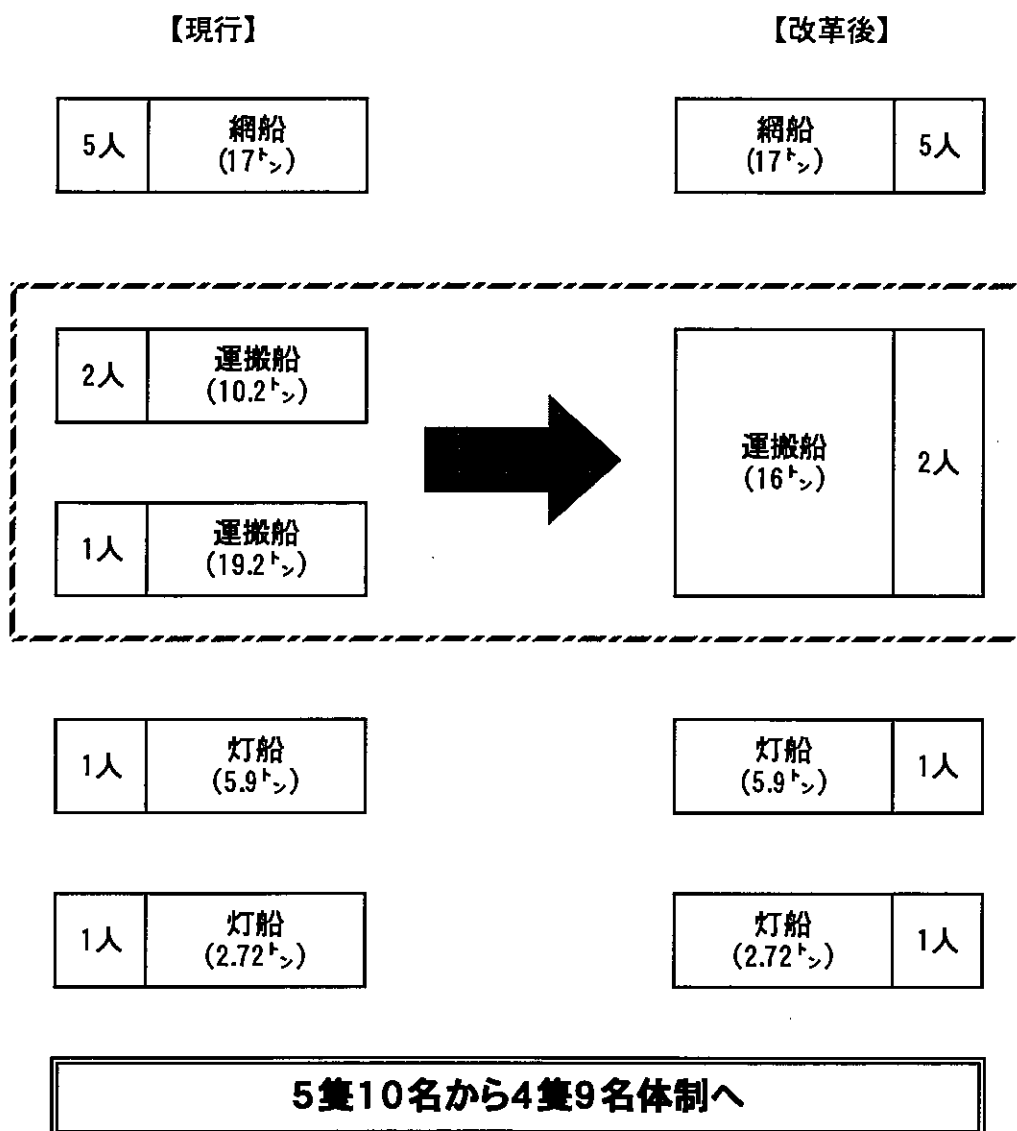 【現行】 【改革後】
5人 網船 網船 5人
(17トン) (17トン)
2人 運搬船
(10.2トン)
運搬船 2人
(16トン)
1人 運搬船
(19.2トン)
1人 灯船 灯船 1人
(5.9トン) (5.9トン)
1人 灯船 灯船 1人
(2.72トン) (2.72トン)
5隻10名から4隻9名体制へ